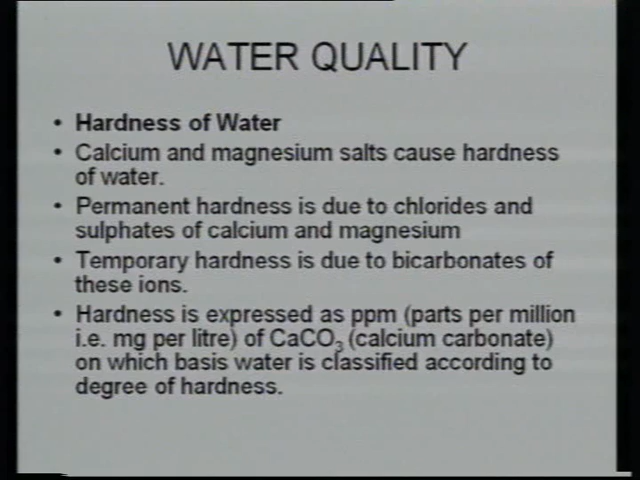 WATER QUALITY
• Hardness of Water
• Calcium and magnesium salts cause hardness
of water.
• Permanent hardness is due to chlorides and
sulphates of calcium and magnesium
• Temporary hardness is due to bicarbonates of
these ions.
• Hardness is expressed as ppm (parts per million
i.e. mg per litre) of CaCO₃ (calcium carbonate)
on which basis water is classified according to
degree of hardness.